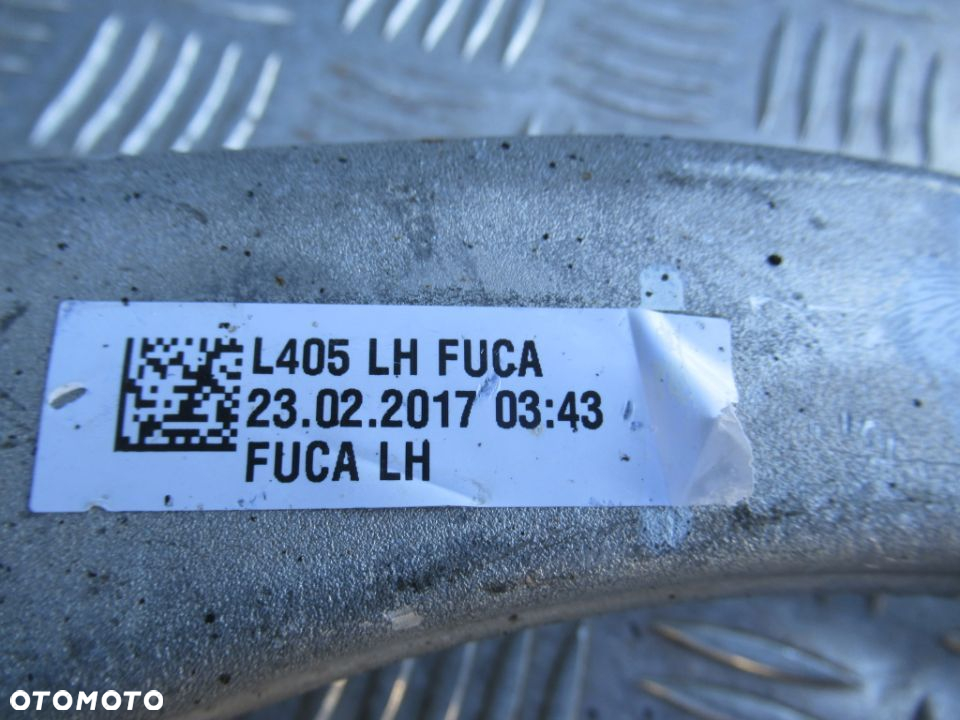 L405 LH FUCA
23.02.2017 03:43
FUCA LH
OTOMOTO